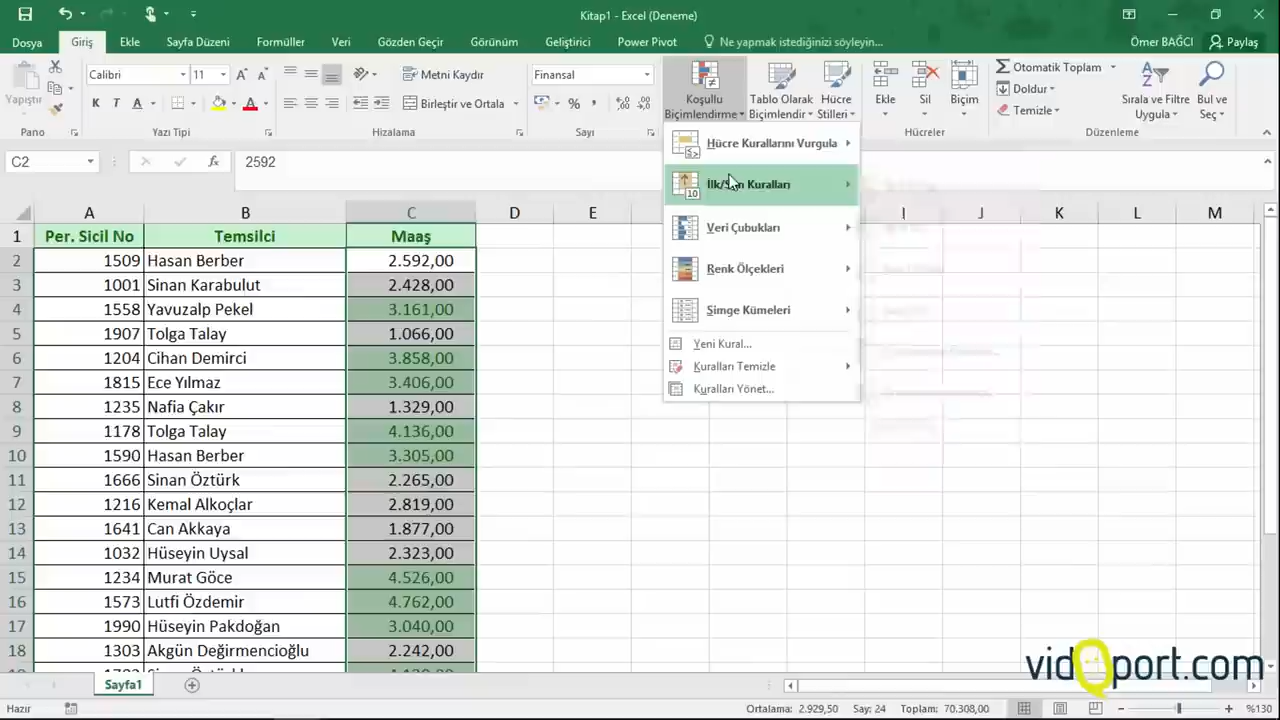 Kitap1 - Excel (Deneme)
Dosya Giriş Ekle Sayfa Düzeni Formüller Veri Gözden Geçir Görünüm Geliştirici Power Pivot Ne yapmak istediğinizi söyleyin... Ömer BAĞCI Paylaş
Yapıştır
Calibri 11
K T A
Metni Kaydır
Birleştir ve Ortala
Finansal
%
Koşullu Biçimlendirme
Tablo Olarak Biçimlendir
Hücre Stilleri
Ekle
Sil
Biçim
Otomatik Toplam
Doldur
Temizle
Sırala ve Filtre Uygula
Bul ve Seç
Pano Yazı Tipi Hizalama Sayı Hücreler Düzenleme
Hücre Kurallarını Vurgula
İlk/Son Kuralları
Veri Çubukları
Renk Ölçekleri
Simge Kümeleri
Yeni Kural...
Kuralları Temizle
Kuralları Yönet...
C2 fx 2592
A B C D E I J K L M
1 Per. Sicil No Temsilci Maaş
2 1509 Hasan Berber 2.592,00
3 1001 Sinan Karabulut 2.428,00
4 1558 Yavuzalp Pekel 3.161,00
5 1907 Tolga Talay 1.066,00
6 1204 Cihan Demirci 3.858,00
7 1815 Ece Yılmaz 3.406,00
8 1235 Nafia Çakır 1.329,00
9 1178 Tolga Talay 4.136,00
10 1590 Hasan Berber 3.305,00
11 1666 Sinan Öztürk 2.265,00
12 1216 Kemal Alkoçlar 2.819,00
13 1641 Can Akkaya 1.877,00
14 1032 Hüseyin Uysal 2.323,00
15 1234 Murat Göce 4.526,00
16 1573 Lutfi Özdemir 4.762,00
17 1990 Hüseyin Pakdoğan 3.040,00
18 1303 Akgün Değirmencioğlu 2.242,00
vidoport.com
Sayfa1
Hazır Ortalama: 2.929,50 Say: 24 Toplam: 70.308,00 %130